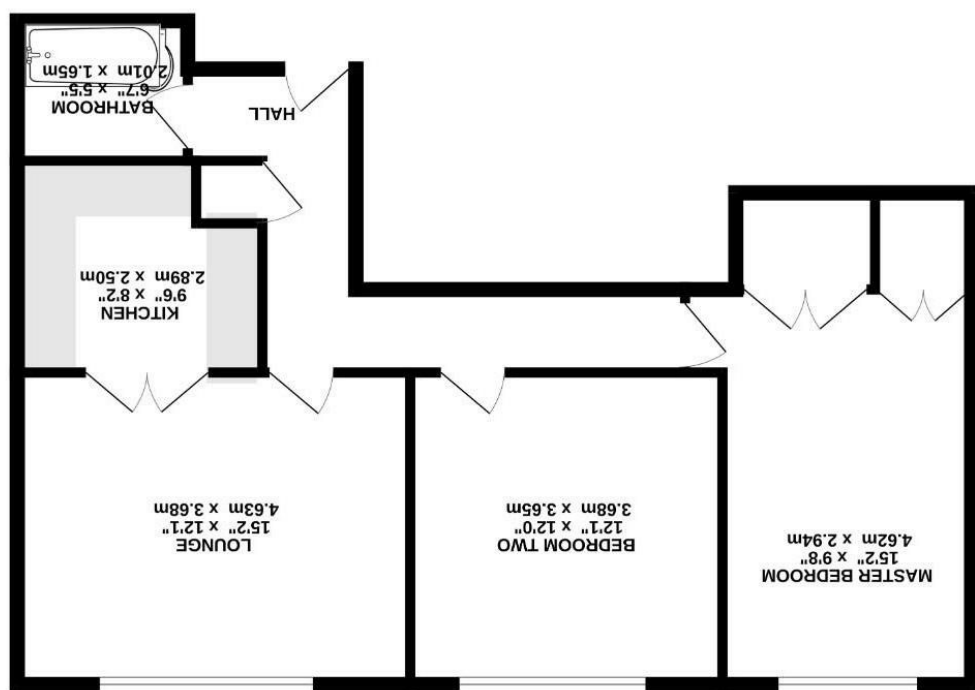 MASTER BEDROOM
15'2" x 9'8"
4.62m x 2.94m
BEDROOM TWO
12'1" x 12'0"
3.68m x 3.65m
LOUNGE
15'2" x 12'1"
4.63m x 3.68m
KITCHEN
9'6" x 8'2"
2.89m x 2.50m
HALL
BATHROOM
6'7" x 5'5"
2.01m x 1.65m